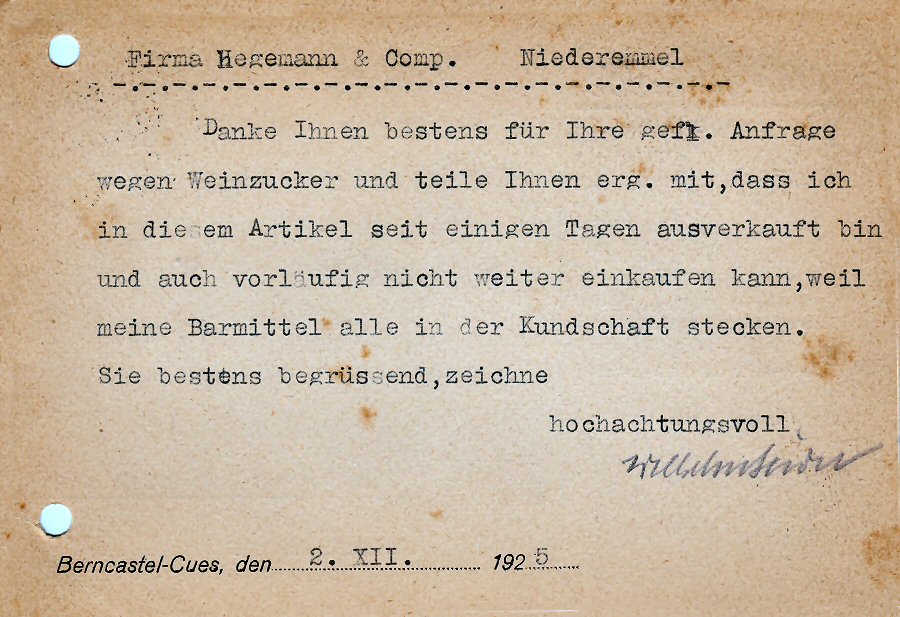 Firma Hegemann & Comp. Niederemmel
-.-.-.-.-.-.-.-.-.-.-.-.-.-.-.-.-.-.-.-.-
Danke Ihnen bestens für Ihre gefl. Anfrage
wegen Weinzucker und teile Ihnen erg. mit,dass ich
in diesem Artikel seit einigen Tagen ausverkauft bin
und auch vorläufig nicht weiter einkaufen kann,weil
meine Barmittel alle in der Kundschaft stecken.
Sie bestens begrüssend,zeichne
hochachtungsvoll
Wilhelm
Berncastel-Cues, den 2. XII. 1925